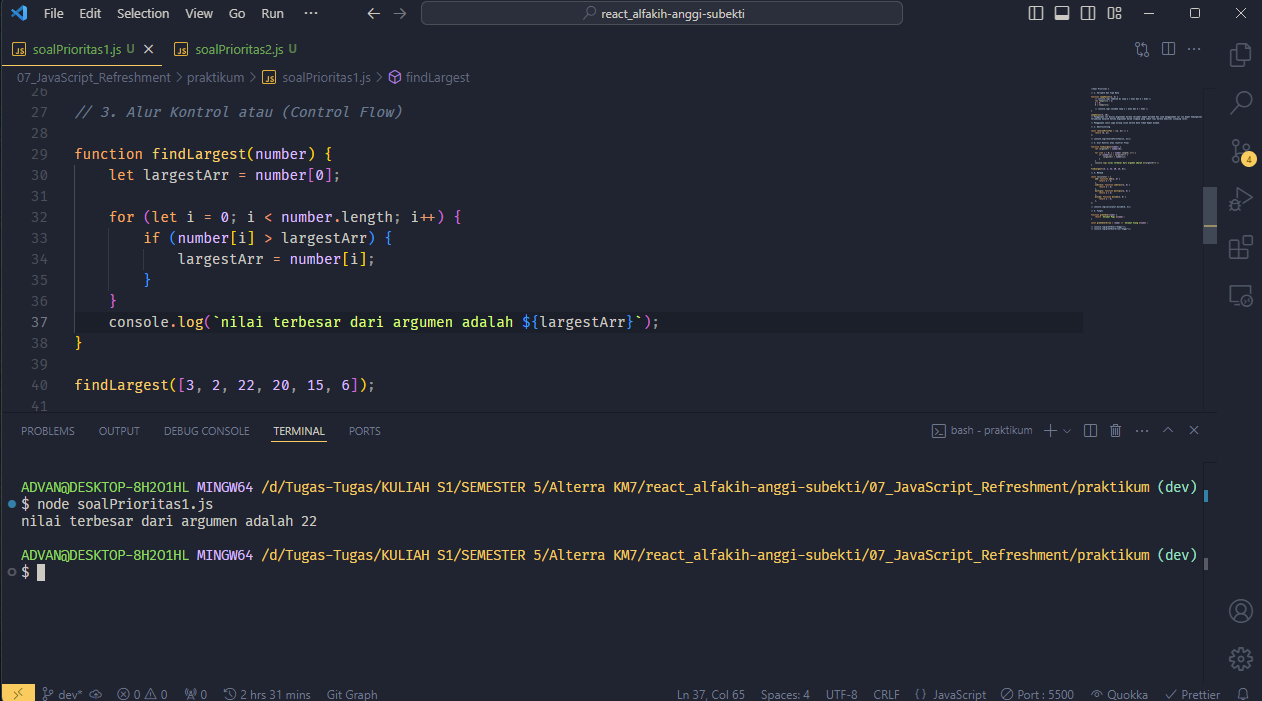 File Edit Selection View Go Run ··· react_alfakih-anggi-subekti
JS soalPrioritas1.js U JS soalPrioritas2.js U
07_JavaScript_Refreshment > praktikum > JS soalPrioritas1.js > findLargest
26
27 // 3. Alur Kontrol atau (Control Flow)
28
29 function findLargest(number) {
30 let largestArr = number[0];
31
32 for (let i = 0; i < number.length; i++) {
33 if (number[i] > largestArr) {
34 largestArr = number[i];
35 }
36 }
37 console.log(`nilai terbesar dari argumen adalah ${largestArr}`);
38 }
39
40 findLargest([3, 2, 22, 20, 15, 6]);
41
4
PROBLEMS OUTPUT DEBUG CONSOLE TERMINAL PORTS bash - praktikum
ADVAN@DESKTOP-8H2O1HL MINGW64 /d/Tugas-Tugas/KULIAH S1/SEMESTER 5/Alterra KM7/react_alfakih-anggi-subekti/07_JavaScript_Refreshment/praktikum (dev)
$ node soalPrioritas1.js
nilai terbesar dari argumen adalah 22
ADVAN@DESKTOP-8H2O1HL MINGW64 /d/Tugas-Tugas/KULIAH S1/SEMESTER 5/Alterra KM7/react_alfakih-anggi-subekti/07_JavaScript_Refreshment/praktikum (dev)
$
dev* 0 0 0 2 hrs 31 mins Git Graph Ln 37, Col 65 Spaces: 4 UTF-8 CRLF {} JavaScript Port : 5500 Quokka Prettier